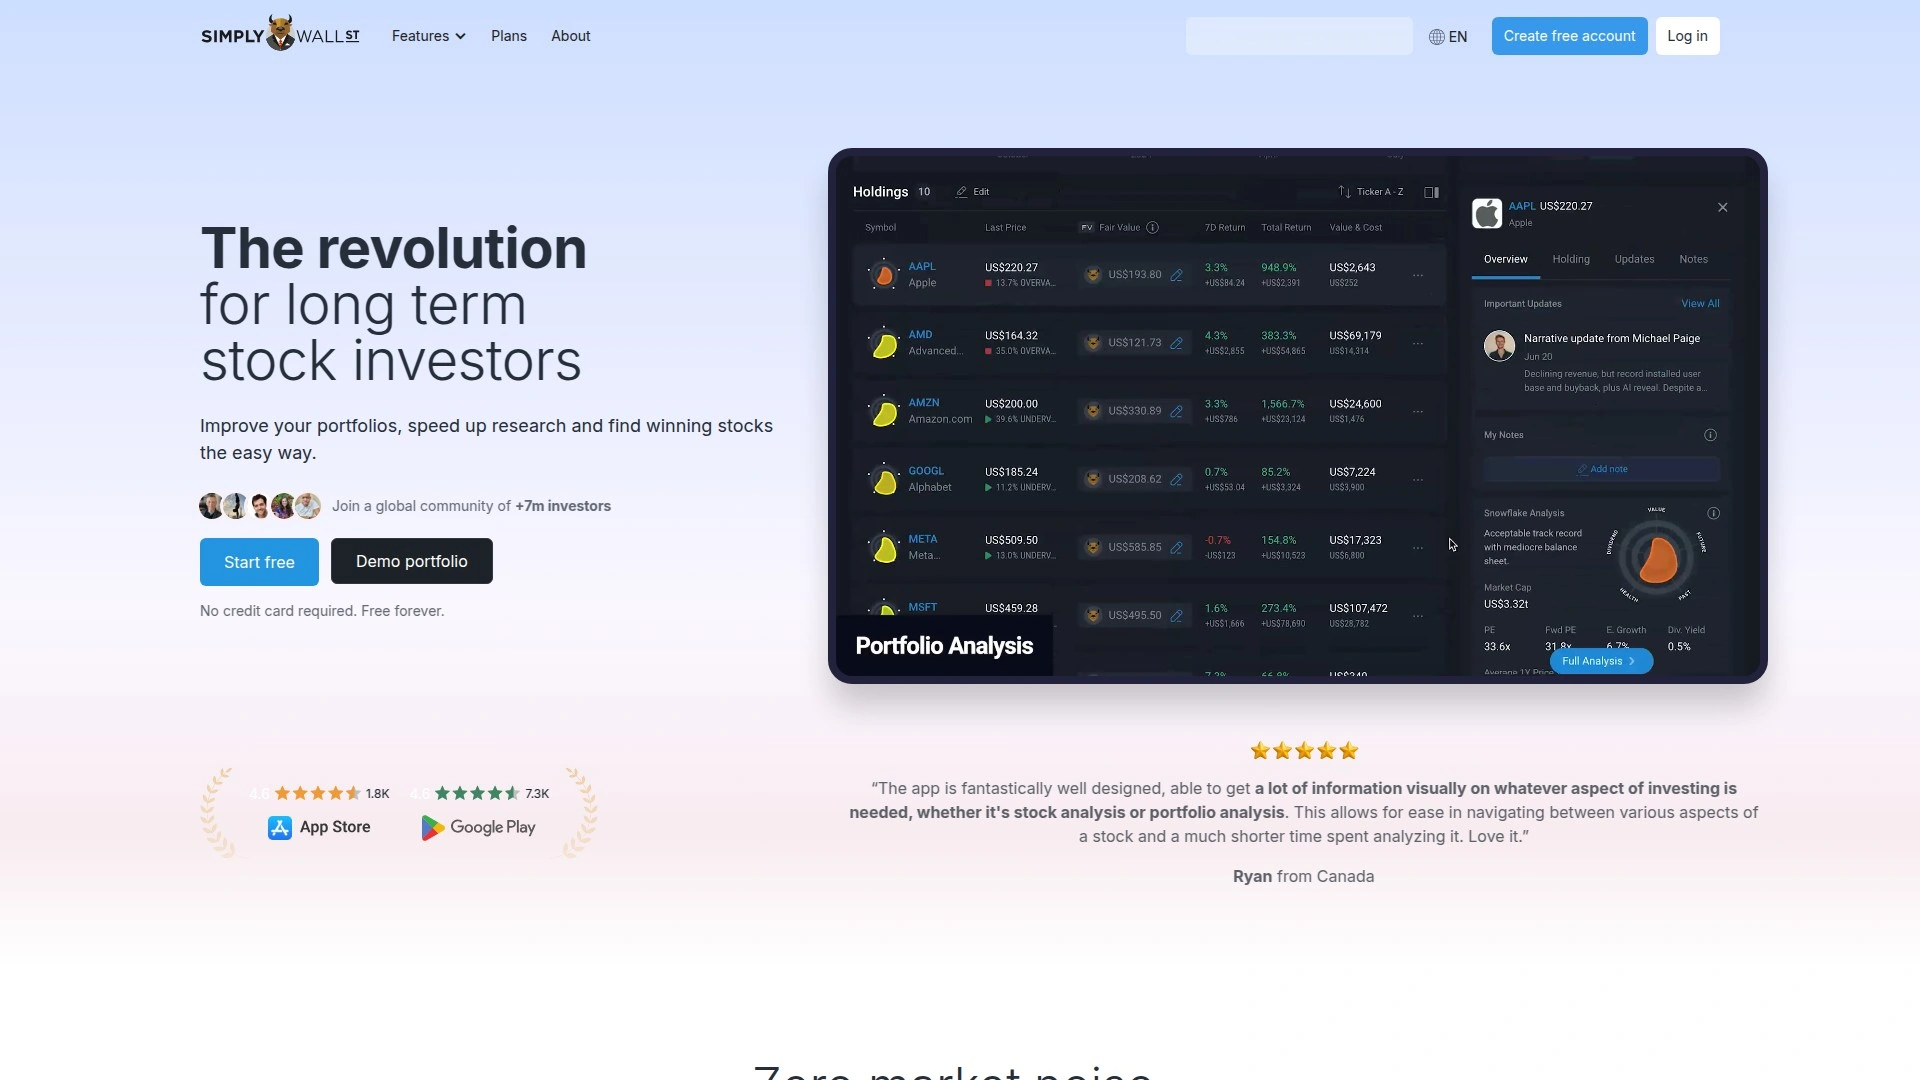 SIMPLY WALLST
Features
Plans
About
EN
Create free account
Log in
The revolution
for long term
stock investors
Improve your portfolios, speed up research and find winning stocks
the easy way.
Join a global community of +7m investors
Start free
Demo portfolio
No credit card required. Free forever.
4.6 1.8K
4.6 7.3K
App Store
Google Play
Holdings 10 Edit Ticker A - Z
Symbol Last Price FV Fair Value 7D Return Total Return Value & Cost
AAPL US$220.27 US$193.80 3.3% 948.9% US$2,643
Apple 13.7% OVERVA... +US$84.24 +US$2,391 US$252
AMD US$164.32 US$121.73 4.3% 383.3% US$69,179
Advanced... 35.0% OVERVA... +US$2,855 +US$54,865 US$14,314
AMZN US$200.00 US$330.89 3.3% 1,566.7% US$24,600
Amazon.com 39.6% UNDERV... +US$786 +US$23,124 US$1,476
GOOGL US$185.24 US$208.62 0.7% 85.2% US$7,224
Alphabet 11.2% UNDERV... +US$53.04 +US$3,324 US$3,900
META US$509.50 US$585.85 -0.7% 154.8% US$17,323
Meta... 13.0% UNDERV... -US$123 +US$10,523 US$6,800
MSFT US$459.28 US$495.50 1.6% 273.4% US$107,472
+US$1,666 +US$78,690 US$28,782
Portfolio Analysis
AAPL US$220.27
Apple
Overview Holding Updates Notes
Important Updates View All
Narrative update from Michael Paige
Jun 20
Declining revenue, but record installed user
base and buyback, plus AI reveal. Despite a...
My Notes
Add note
Snowflake Analysis
Acceptable track record
with mediocre balance
sheet.
VALUE
FUTURE
PAST
HEALTH
DIVIDEND
Market Cap
US$3.32t
PE Fwd PE E. Growth Div. Yield
33.6x 31.8x 6.7% 0.5%
Full Analysis
Average 1Y Price
“The app is fantastically well designed, able to get a lot of information visually on whatever aspect of investing is
needed, whether it's stock analysis or portfolio analysis. This allows for ease in navigating between various aspects of
a stock and a much shorter time spent analyzing it. Love it.”
Ryan from Canada
Zero market noise